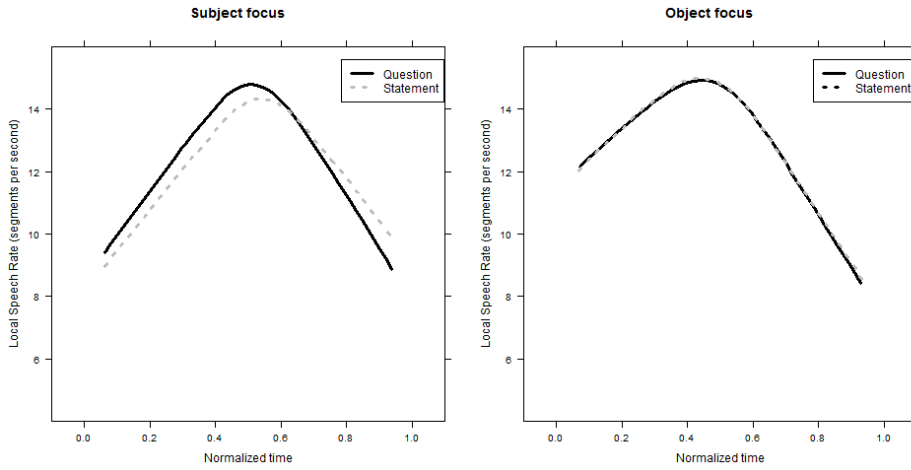 Subject focus
Local Speech Rate (segments per second)
14
12
10
8
6
Question
Statement
0.0 0.2 0.4 0.6 0.8 1.0
Normalized time
Object focus
Local Speech Rate (segments per second)
14
12
10
8
6
Question
Statement
0.0 0.2 0.4 0.6 0.8 1.0
Normalized time